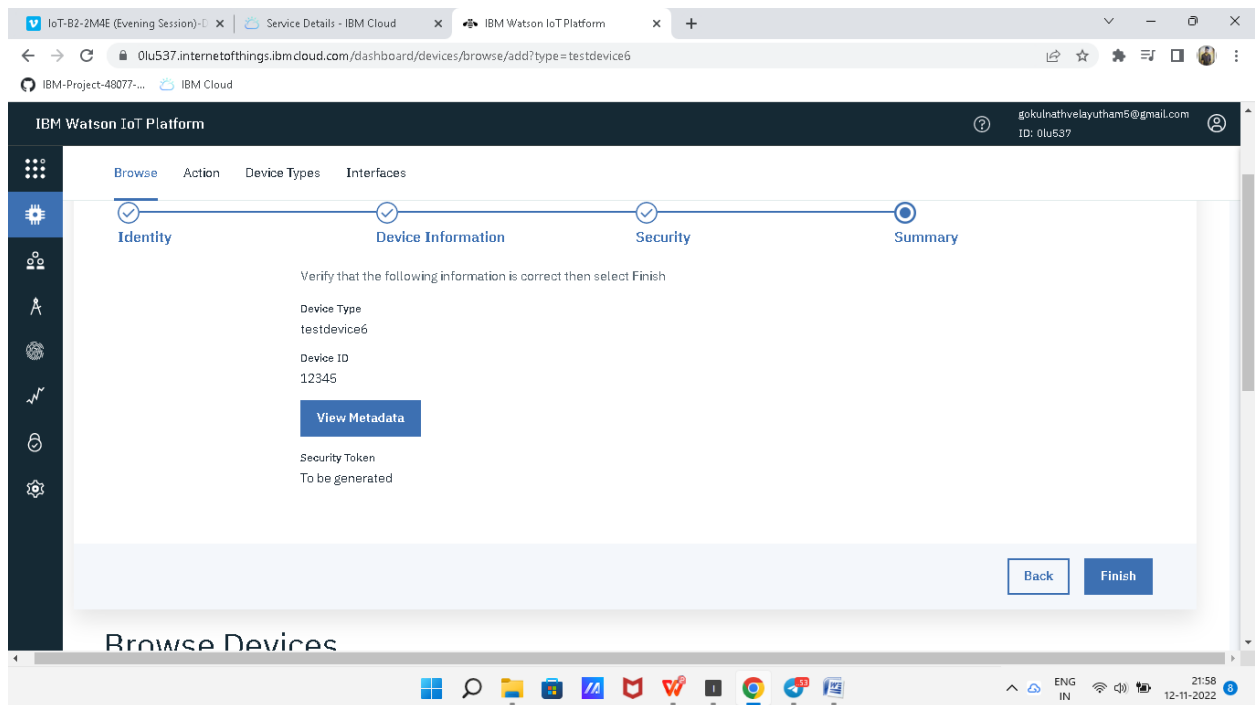 IoT-B2-2M4E (Evening Session)-D
Service Details - IBM Cloud
IBM Watson IoT Platform
0lu537.internetofthings.ibmcloud.com/dashboard/devices/browse/add?type=testdevice6
IBM-Project-48077-...
IBM Cloud
IBM Watson IoT Platform
gokulnathvelayutham5@gmail.com
ID: 0lu537
Browse Action Device Types Interfaces
Identity Device Information Security Summary
Verify that the following information is correct then select Finish
Device Type
testdevice6
Device ID
12345
View Metadata
Security Token
To be generated
Back Finish
Browse Devices
53
ENG
IN
21:58
12-11-2022
8